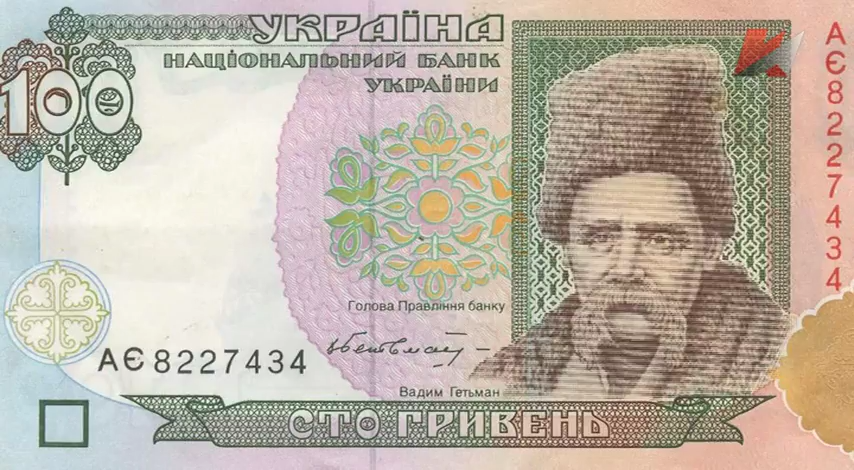 УКРАЇНА
НАЦІОНАЛЬНИЙ БАНК
УКРАЇНИ
100
АЄ8227434
Голова Правління банку
АЄ8227434
Вадим Гетьман
СТО ГРИВЕНЬ